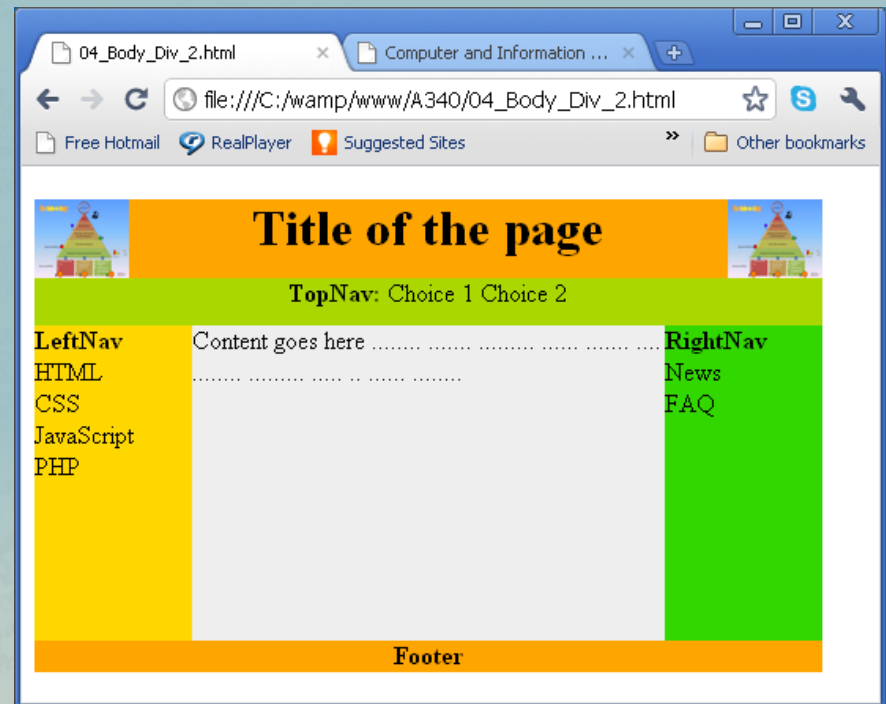 04_Body_Div_2.html
Computer and Information ...
file:///C:/wamp/www/A340/04_Body_Div_2.html
Free Hotmail
RealPlayer
Suggested Sites
»
Other bookmarks
Title of the page
TopNav: Choice 1 Choice 2
LeftNav
HTML
CSS
JavaScript
PHP
Content goes here ........ ....... ......... ...... ....... ....
........ ......... ..... .. ...... ........
RightNav
News
FAQ
Footer